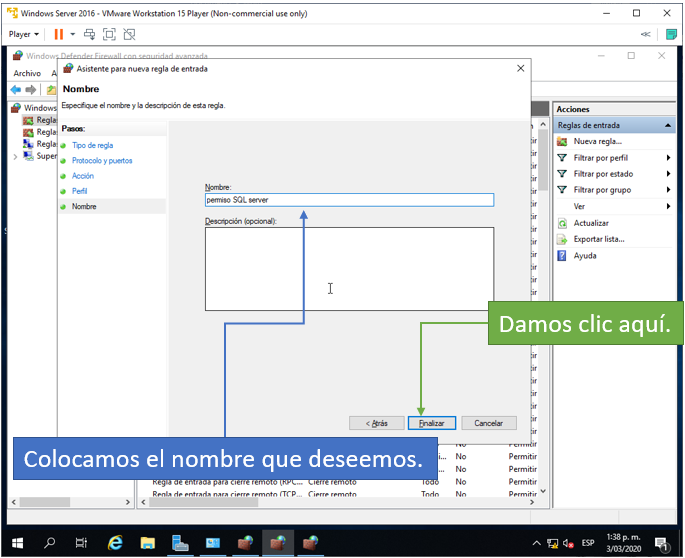 Windows Server 2016 - VMware Workstation 15 Player (Non-commercial use only)
Player
Windows Defender Firewall con seguridad avanzada
Archivo A
Asistente para nueva regla de entrada
Nombre
Especifique el nombre y la descripción de esta regla.
Pasos:
Tipo de regla
Protocolo y puertos
Acción
Perfil
Nombre
Nombre:
permiso SQL server
Descripción (opcional):
< Atrás
Finalizar
Cancelar
Windows
Regla
Regla
Regla
Super
Acciones
Reglas de entrada
Nueva regla...
Filtrar por perfil
Filtrar por estado
Filtrar por grupo
Ver
Actualizar
Exportar lista...
Ayuda
Damos clic aquí.
Colocamos el nombre que deseemos.
No Permitir
No Permitir
Regla de entrada para cierre remoto (RPC... Cierre remoto Todo No Permitir
Regla de entrada para cierre remoto (TCP... Cierre remoto Todo No Permitir
ESP
1:38 p. m.
3/03/2020
1